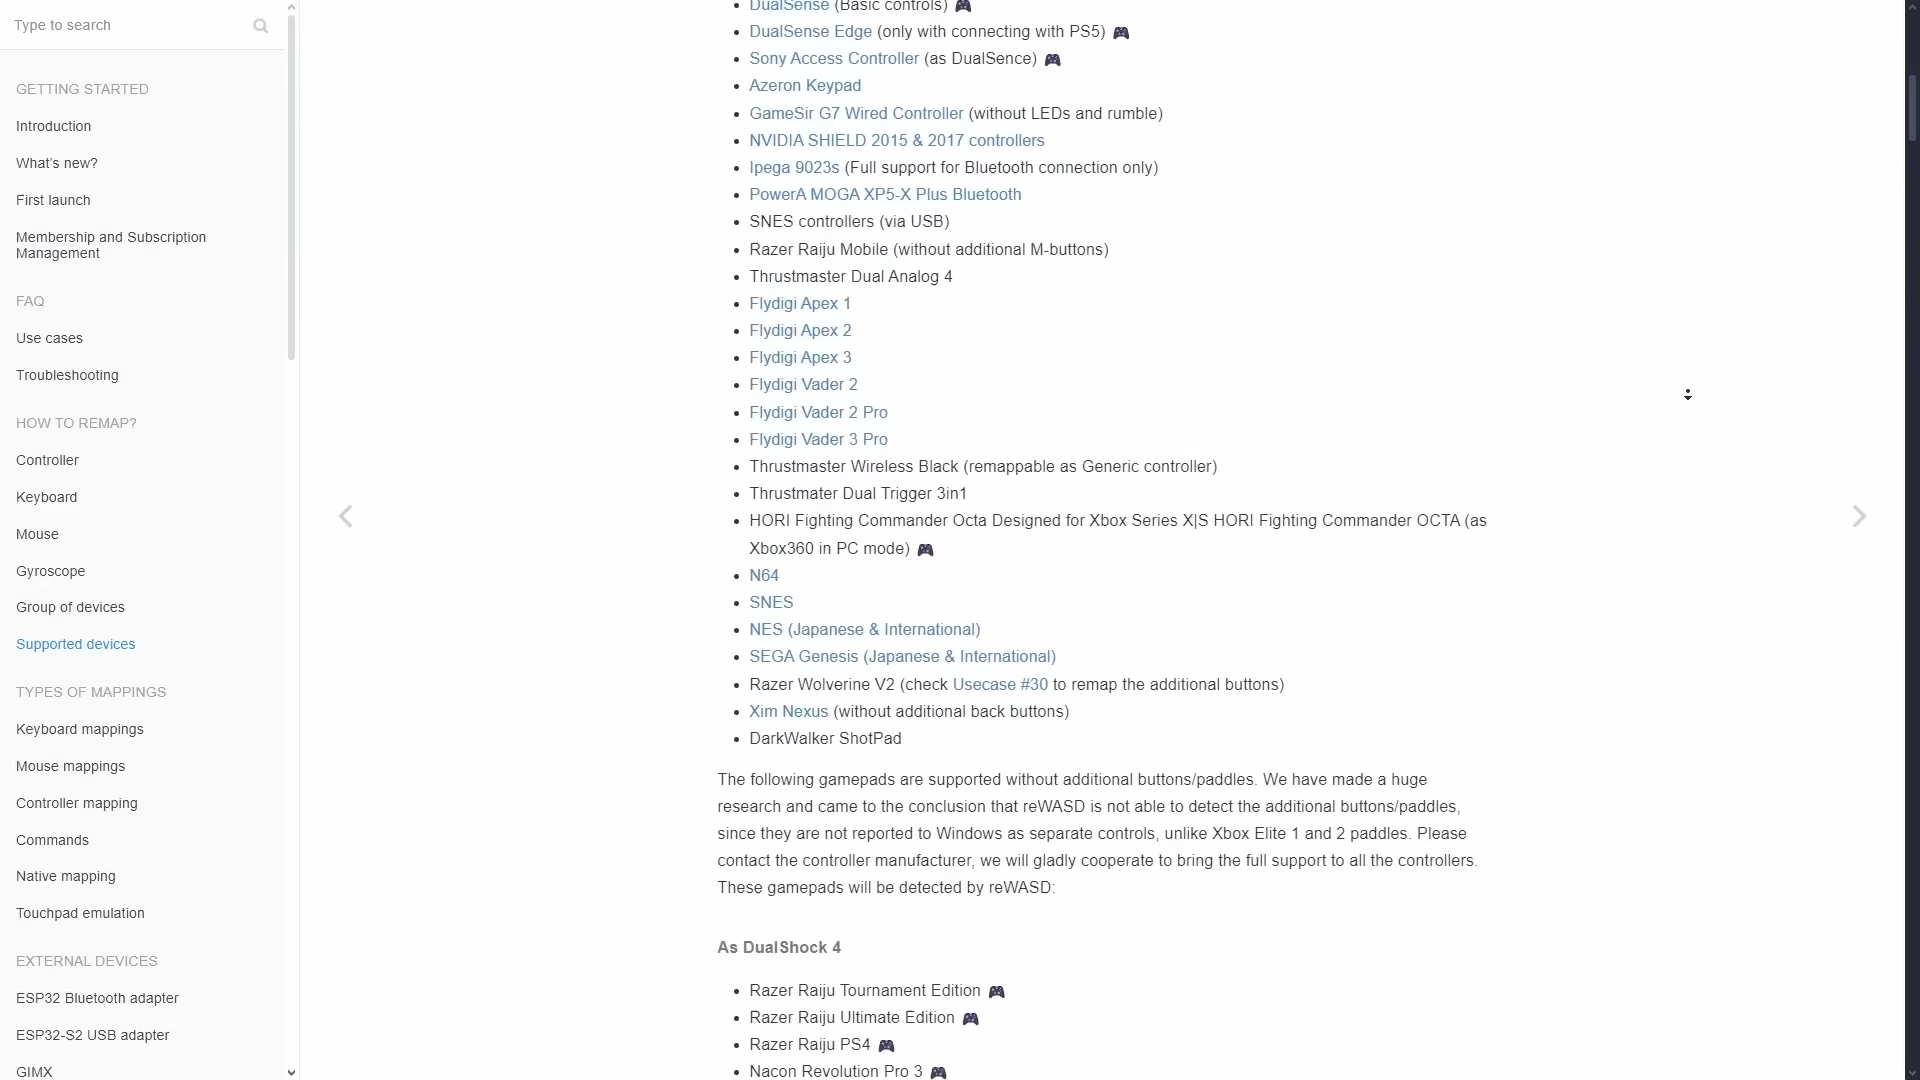 Type to search
GETTING STARTED
Introduction
What's new?
First launch
Membership and Subscription
Management
FAQ
Use cases
Troubleshooting
HOW TO REMAP?
Controller
Keyboard
Mouse
Gyroscope
Group of devices
Supported devices
TYPES OF MAPPINGS
Keyboard mappings
Mouse mappings
Controller mapping
Commands
Native mapping
Touchpad emulation
EXTERNAL DEVICES
ESP32 Bluetooth adapter
ESP32-S2 USB adapter
GIMX
DualSense (Basic controls)
DualSense Edge (only with connecting with PS5)
Sony Access Controller (as DualSence)
Azeron Keypad
GameSir G7 Wired Controller (without LEDs and rumble)
NVIDIA SHIELD 2015 & 2017 controllers
Ipega 9023s (Full support for Bluetooth connection only)
PowerA MOGA XP5-X Plus Bluetooth
SNES controllers (via USB)
Razer Raiju Mobile (without additional M-buttons)
Thrustmaster Dual Analog 4
Flydigi Apex 1
Flydigi Apex 2
Flydigi Apex 3
Flydigi Vader 2
Flydigi Vader 2 Pro
Flydigi Vader 3 Pro
Thrustmaster Wireless Black (remappable as Generic controller)
Thrustmater Dual Trigger 3in1
HORI Fighting Commander Octa Designed for Xbox Series X|S HORI Fighting Commander OCTA (as
Xbox360 in PC mode)
N64
SNES
NES (Japanese & International)
SEGA Genesis (Japanese & International)
Razer Wolverine V2 (check Usecase #30 to remap the additional buttons)
Xim Nexus (without additional back buttons)
DarkWalker ShotPad
The following gamepads are supported without additional buttons/paddles. We have made a huge
research and came to the conclusion that reWASD is not able to detect the additional buttons/paddles,
since they are not reported to Windows as separate controls, unlike Xbox Elite 1 and 2 paddles. Please
contact the controller manufacturer, we will gladly cooperate to bring the full support to all the controllers.
These gamepads will be detected by reWASD:
As DualShock 4
Razer Raiju Tournament Edition
Razer Raiju Ultimate Edition
Razer Raiju PS4
Nacon Revolution Pro 3